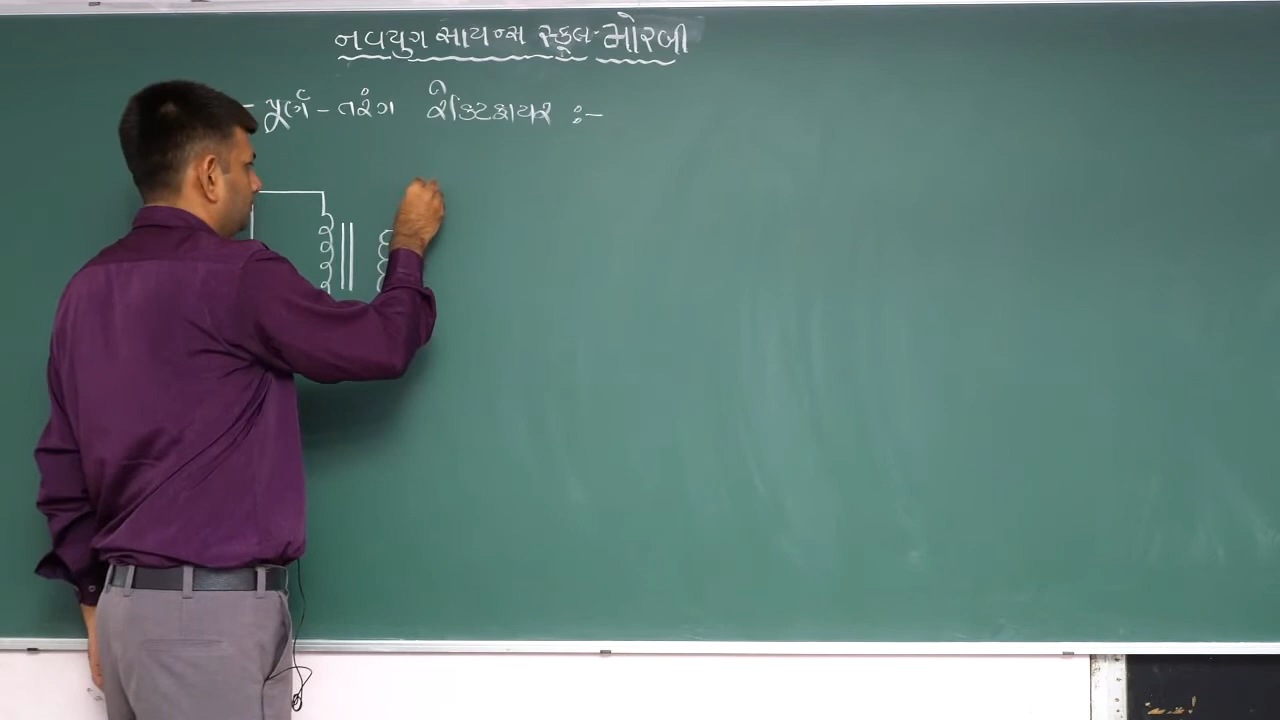 નવયુગ સાયન્સ સ્કૂલ-મોરબી
- પૂર્ણ - તરંગ રેક્ટિફાયર :-